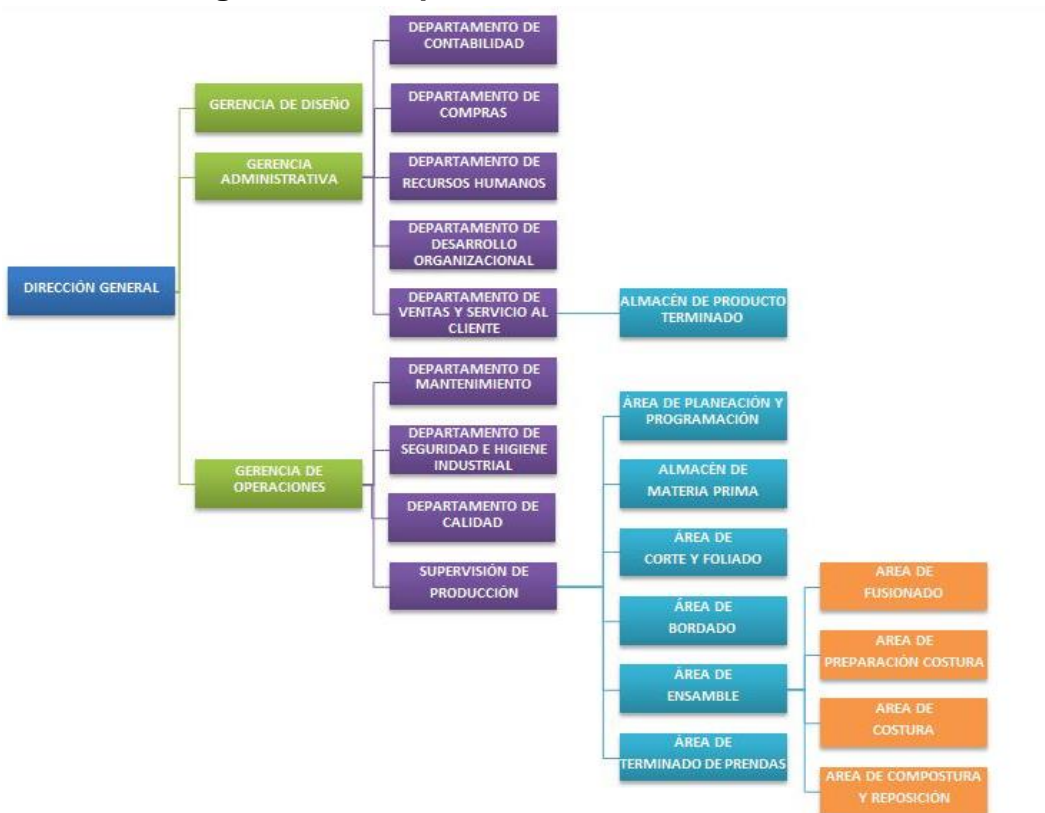 DEPARTAMENTO DE
CONTABILIDAD
GERENCIA DE DISEÑO
DEPARTAMENTO DE
COMPRAS
GERENCIA
ADMINISTRATIVA
DEPARTAMENTO DE
RECURSOS HUMANOS
DEPARTAMENTO DE
DESARROLLO
ORGANIZACIONAL
DIRECCIÓN GENERAL
DEPARTAMENTO DE
VENTAS Y SERVICIO AL
CLIENTE
ALMACÉN DE PRODUCTO
TERMINADO
DEPARTAMENTO DE
MANTENIMIENTO
DEPARTAMENTO DE
SEGURIDAD E HIGIENE
INDUSTRIAL
GERENCIA DE
OPERACIONES
DEPARTAMENTO DE
CALIDAD
SUPERVISIÓN DE
PRODUCCIÓN
ÁREA DE PLANEACIÓN Y
PROGRAMACIÓN
ALMACÉN DE
MATERIA PRIMA
ÁREA DE
CORTE Y FOLIADO
ÁREA DE
BORDADO
ÁREA DE
ENSAMBLE
ÁREA DE
TERMINADO DE PRENDAS
AREA DE
FUSIONADO
AREA DE
PREPARACIÓN COSTURA
AREA DE
COSTURA
AREA DE COMPOSTURA
Y REPOSICIÓN